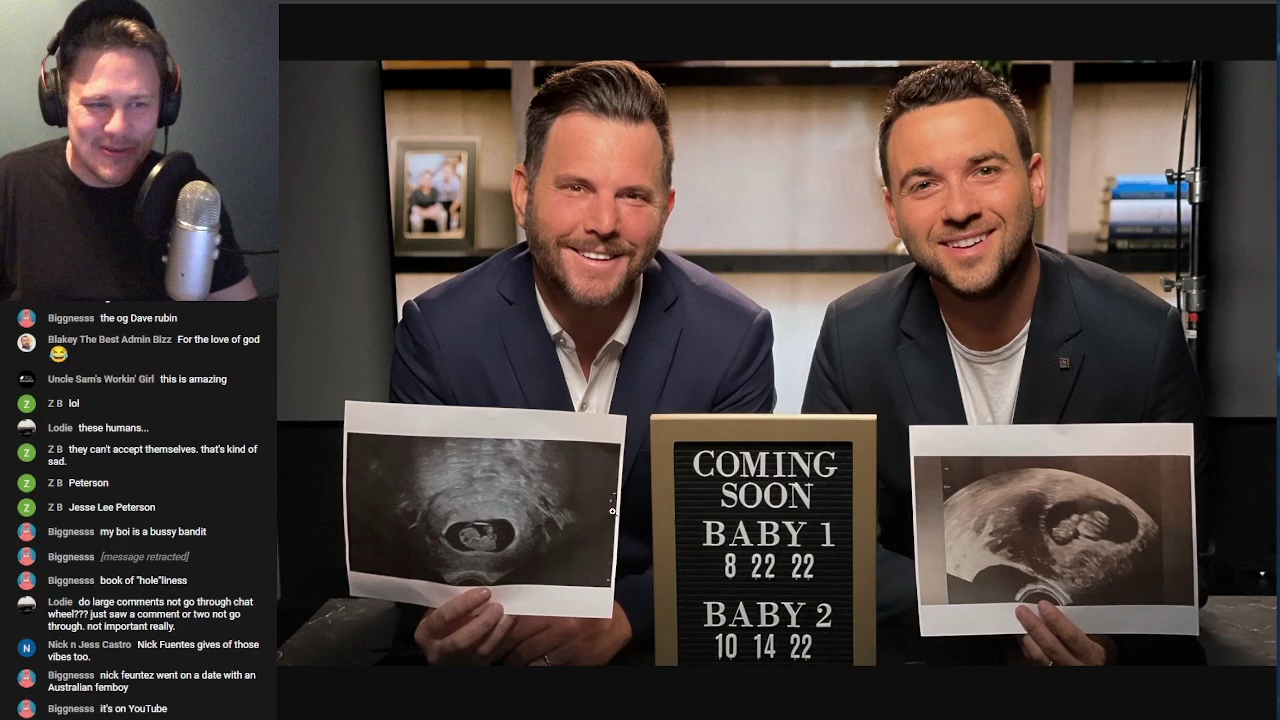 Biggnesss the og Dave rubin
Blakey The Best Admin Bizz For the love of god
😂
Uncle Sam's Workin' Girl this is amazing
Z B lol
Lodie these humans...
Z B they can't accept themselves. that's kind of
sad.
Z B Peterson
Z B Jesse Lee Peterson
Biggnesss my boi is a bussy bandit
Biggnesss [message retracted]
Biggnesss book of "hole"liness
Lodie do large comments not go through chat
wheel??? just saw a comment or two not go
through. not important really.
N
Nick n Jess Castro Nick Fuentes gives of those
vibes too.
Biggnesss nick feuntez went on a date with an
Australian femboy
Biggnesss it's on YouTube
COMING
SOON
BABY 1
8 22 22
BABY 2
10 14 22